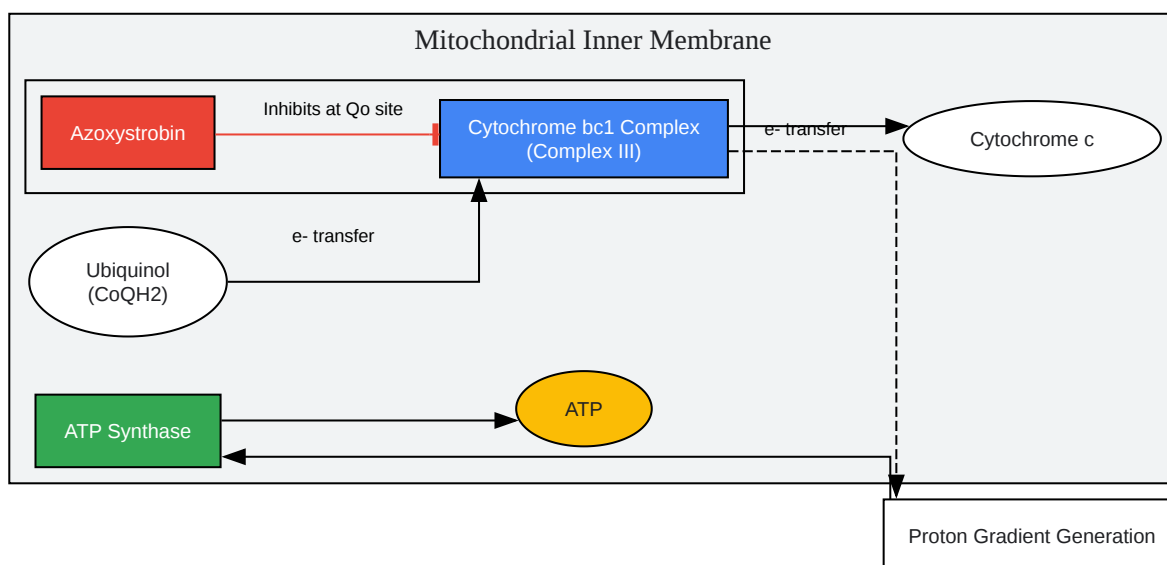 Mitochondrial Inner Membrane
Azoxystrobin
Inhibits at Qo site
Cytochrome bc1 Complex
(Complex III)
e- transfer
Cytochrome c
e- transfer
Ubiquinol
(CoQH2)
ATP Synthase
ATP
Proton Gradient Generation